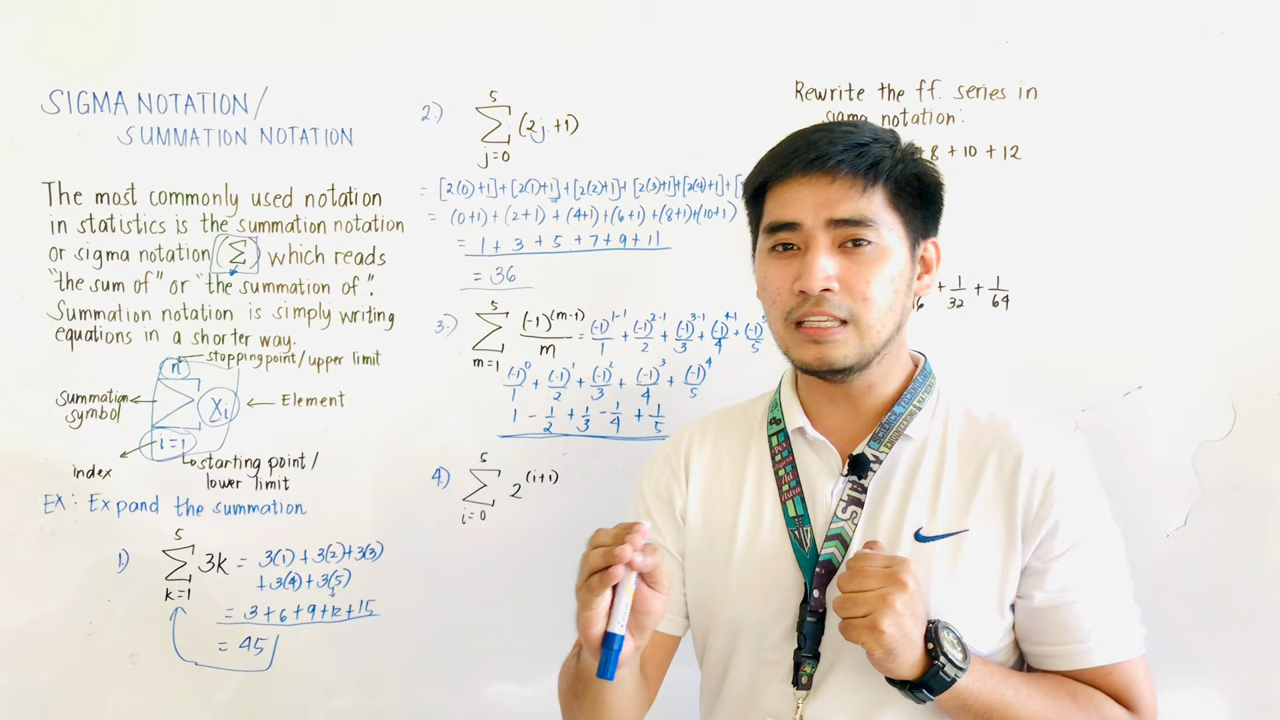 SIGMA NOTATION/
SUMMATION NOTATION
The most commonly used notation
in statistics is the summation notation
or sigma notation (Σ) which reads
"the sum of" or "the summation of".
Summation notation is simply writing
equations in a shorter way.
n ← stopping point/upper limit
Summation
symbol
Σ
Xi ← Element
i=1
index
starting point/
lower limit
Ex: Expand the summation
1.)
5
Σ 3k = 3(1) + 3(2) + 3(3)
k=1
+ 3(4) + 3(5)
= 3 + 6 + 9 + 12 + 15
= 45
2.)
5
Σ (2j+1)
j=0
= [2(0)+1] + [2(1)+1] + [2(2)+1] + [2(3)+1] + [2(4)+1] + [
= (0+1) + (2+1) + (4+1) + (6+1) + (8+1) + (10+1)
= 1 + 3 + 5 + 7 + 9 + 11
= 36
3.)
5
Σ (-1)^(m-1)/m = (-1)^1-1/1 + (-1)^2-1/2 + (-1)^3-1/3 + (-1)^4-1/4 + (-1)^5/5
m=1
(-1)^0/1 + (-1)^1/2 + (-1)^2/3 + (-1)^3/4 + (-1)^4/5
1 - 1/2 + 1/3 - 1/4 + 1/5
4.)
5
Σ 2^(i+1)
i=0
Rewrite the ff. series in
sigma notation:
+ 8 + 10 + 12
+ 1/32 + 1/64
SCIENCE, TECHNOLOGY
ENGINEERING & MATHEMATICS
STEM
Ad
Astra